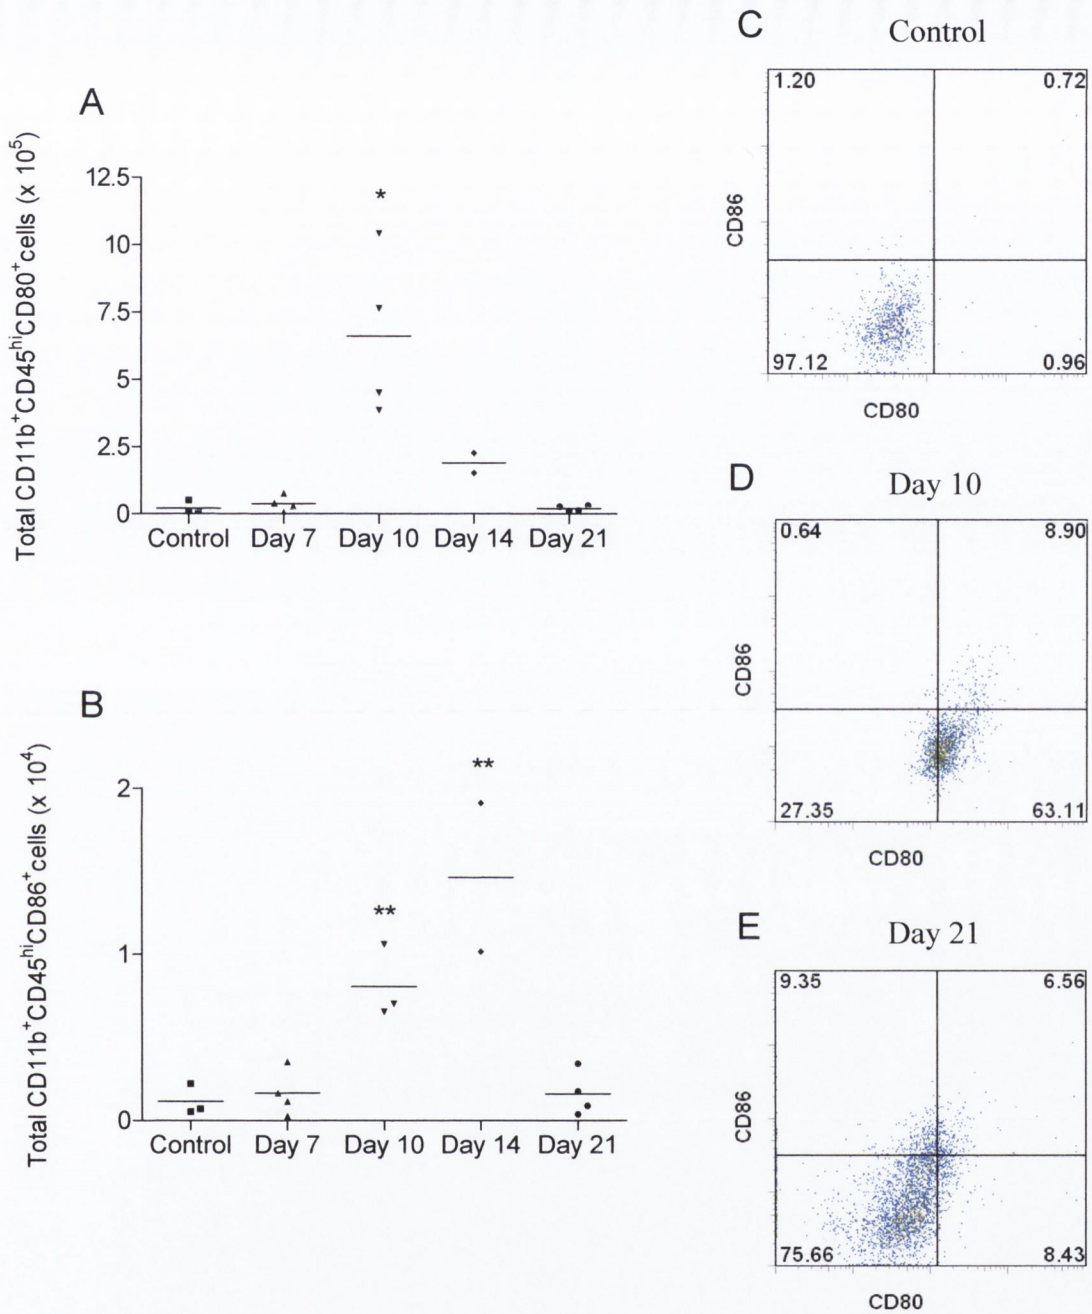 A
Total CD11b⁺CD45ʰⁱCD80⁺cells (x 10⁵)
12.5
10
7.5
5
2.5
0
*
Control Day 7 Day 10 Day 14 Day 21
B
Total CD11b⁺CD45ʰⁱCD86⁺cells (x 10⁴)
2
1
0
**
**
Control Day 7 Day 10 Day 14 Day 21
C
Control
1.20 0.72
CD86
97.12 0.96
CD80
D
Day 10
0.64 8.90
CD86
27.35 63.11
CD80
E
Day 21
9.35 6.56
CD86
75.66 8.43
CD80